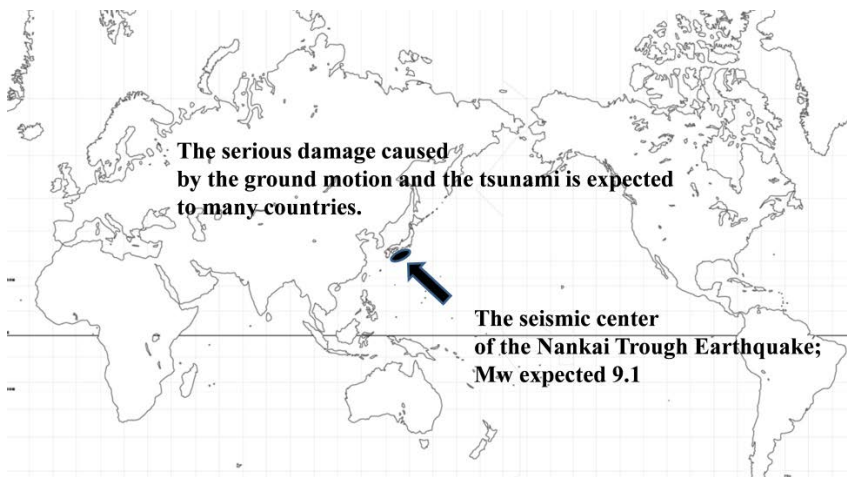 The serious damage caused
by the ground motion and the tsunami is expected
to many countries.
The seismic center
of the Nankai Trough Earthquake;
Mw expected 9.1